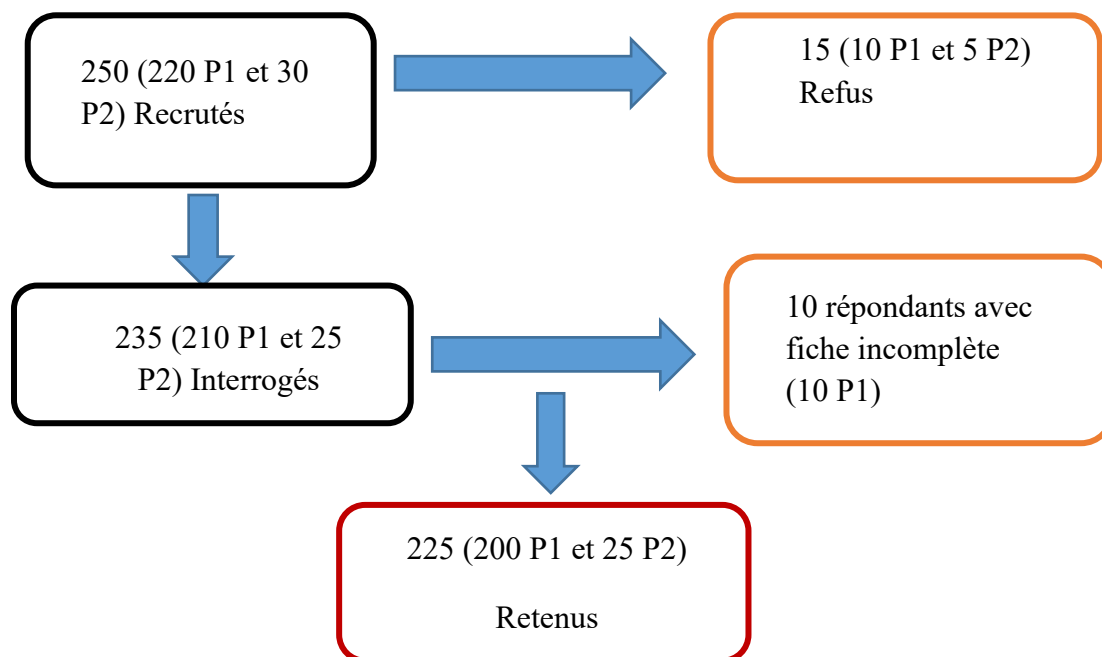 250 (220 P1 et 30
P2) Recrutés
15 (10 P1 et 5 P2)
Refus
235 (210 P1 et 25
P2) Interrogés
10 répondants avec
fiche incomplète
(10 P1)
225 (200 P1 et 25 P2)
Retenus